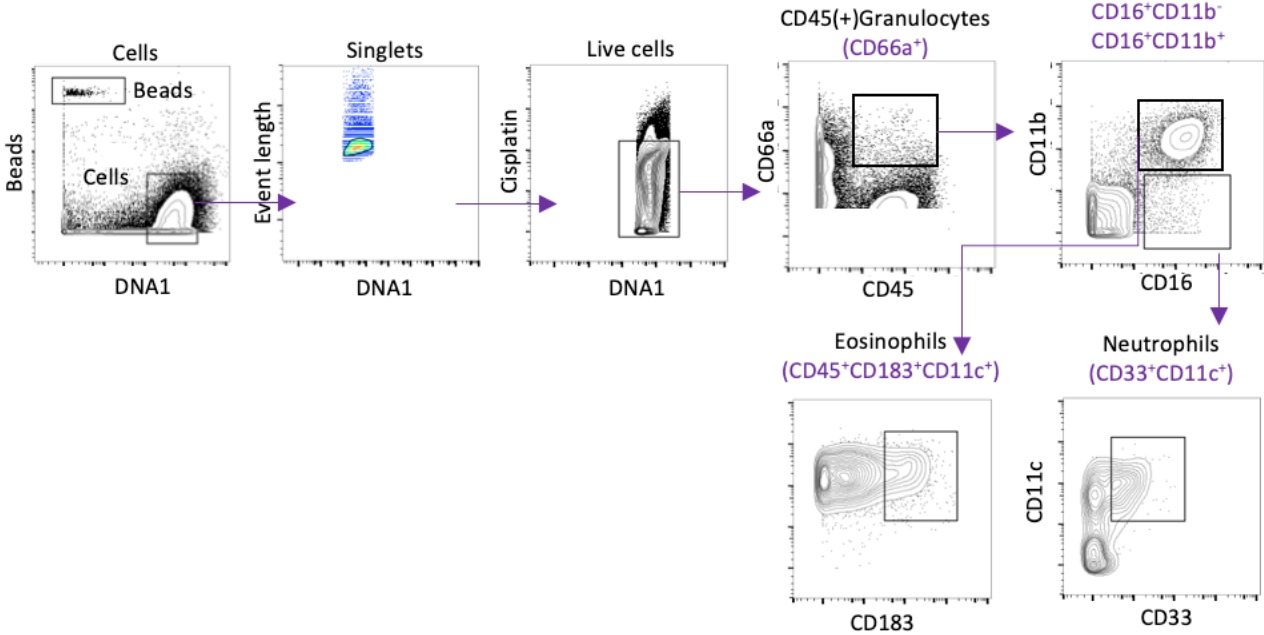 Cells
Beads
Cells
Beads
DNA1
Singlets
Event length
DNA1
Live cells
Cisplatin
DNA1
CD45(+)Granulocytes
(CD66a⁺)
CD66a
CD45
CD16⁺CD11b⁻
CD16⁺CD11b⁺
CD11b
CD16
Eosinophils
(CD45⁺CD183⁺CD11c⁺)
CD183
Neutrophils
(CD33⁺CD11c⁺)
CD11c
CD33